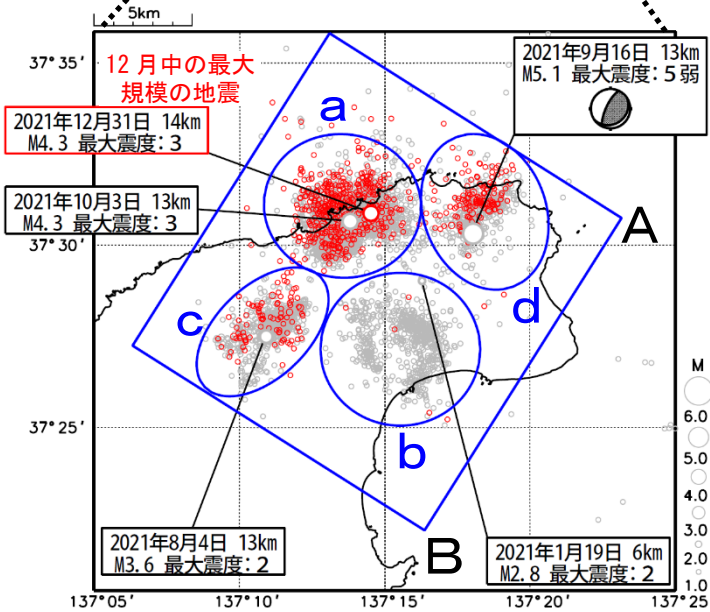 5km
37°35′
12月中の最大
規模の地震
2021年9月16日 13km
M5.1 最大震度：5弱
a
2021年12月31日 14km
M4.3 最大震度：3
2021年10月3日 13km
M4.3 最大震度：3
A
37°30′
d
c
M
6.0
5.0
4.0
3.0
2.0
1.0
37°25′
b
2021年8月4日 13km
M3.6 最大震度：2
B
2021年1月19日 6km
M2.8 最大震度：2
137°05′
137°10′
137°15′
137°20′
137°25′